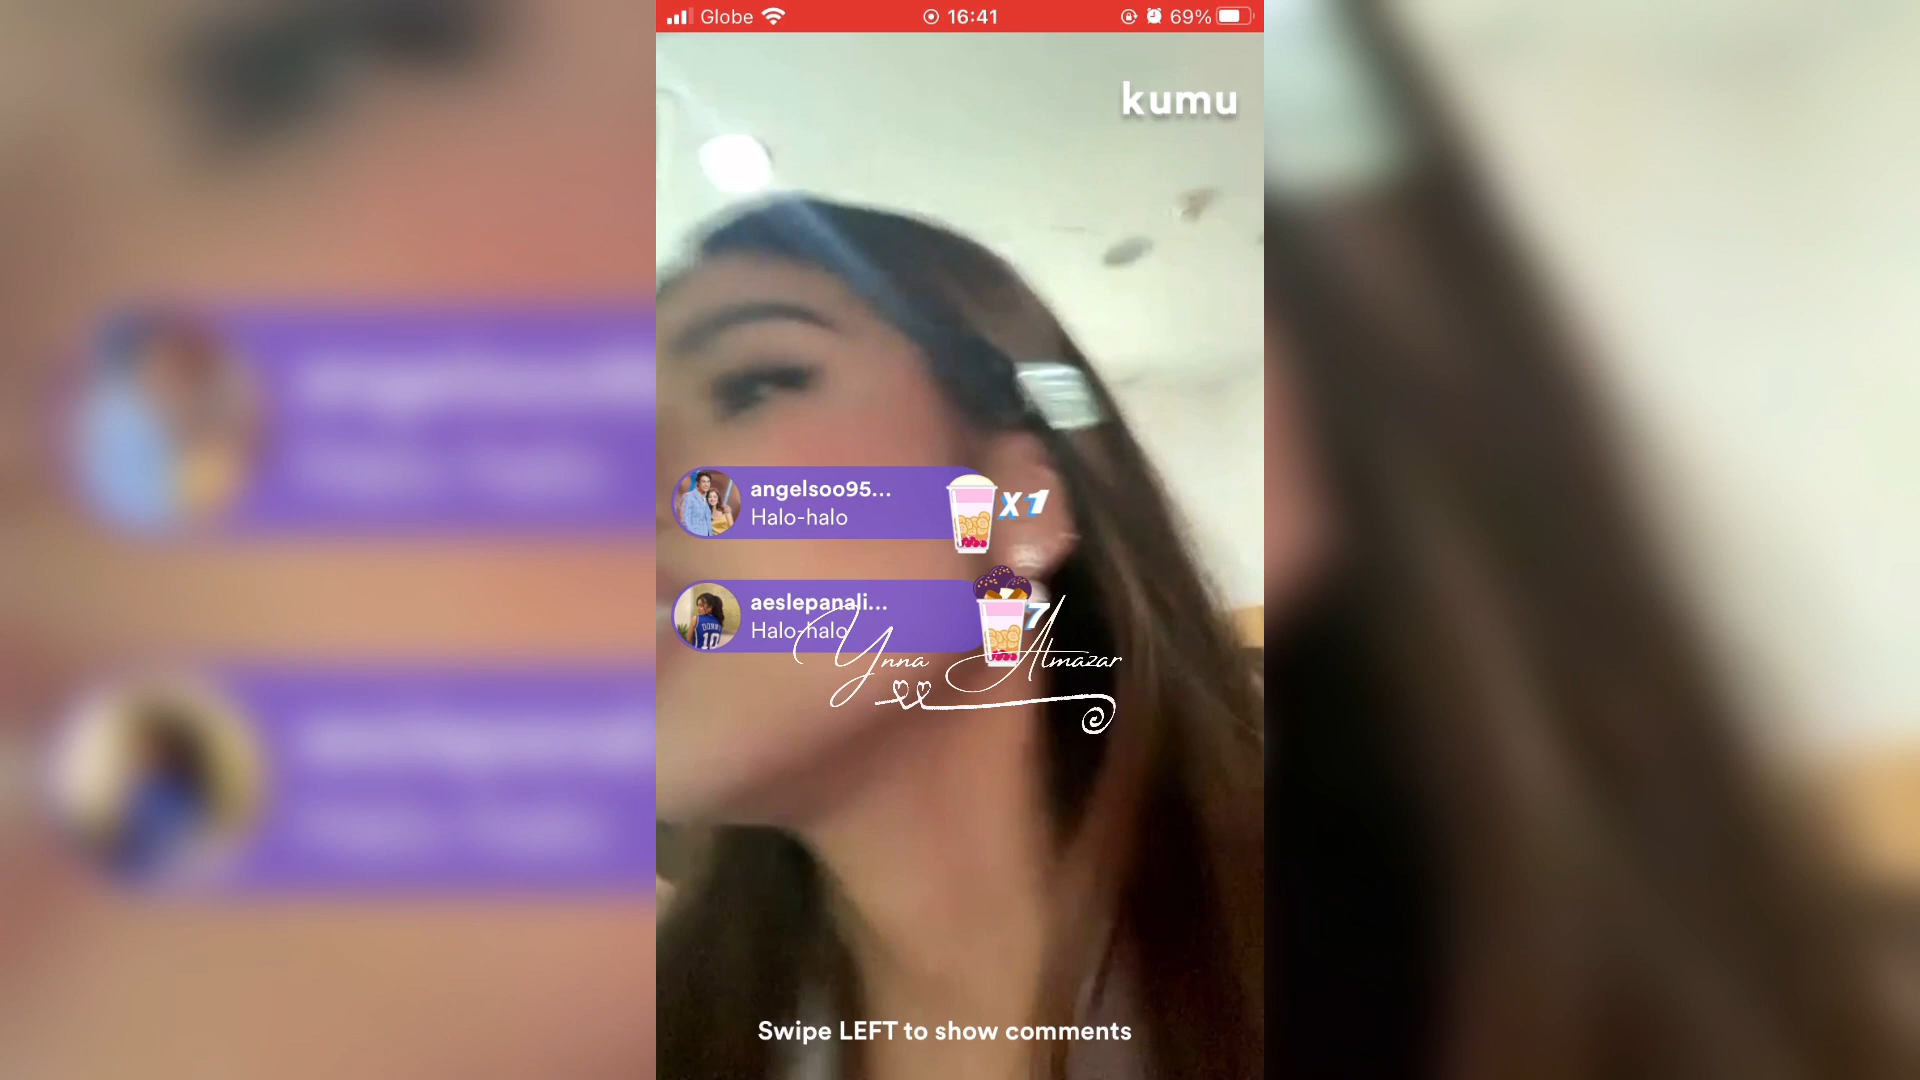 Globe 16:41 69%
kumu
angelsoo95...
Halo-halo
X1
aeslepanali...
Halo-halo
7
Ynna Almazar
Swipe LEFT to show comments